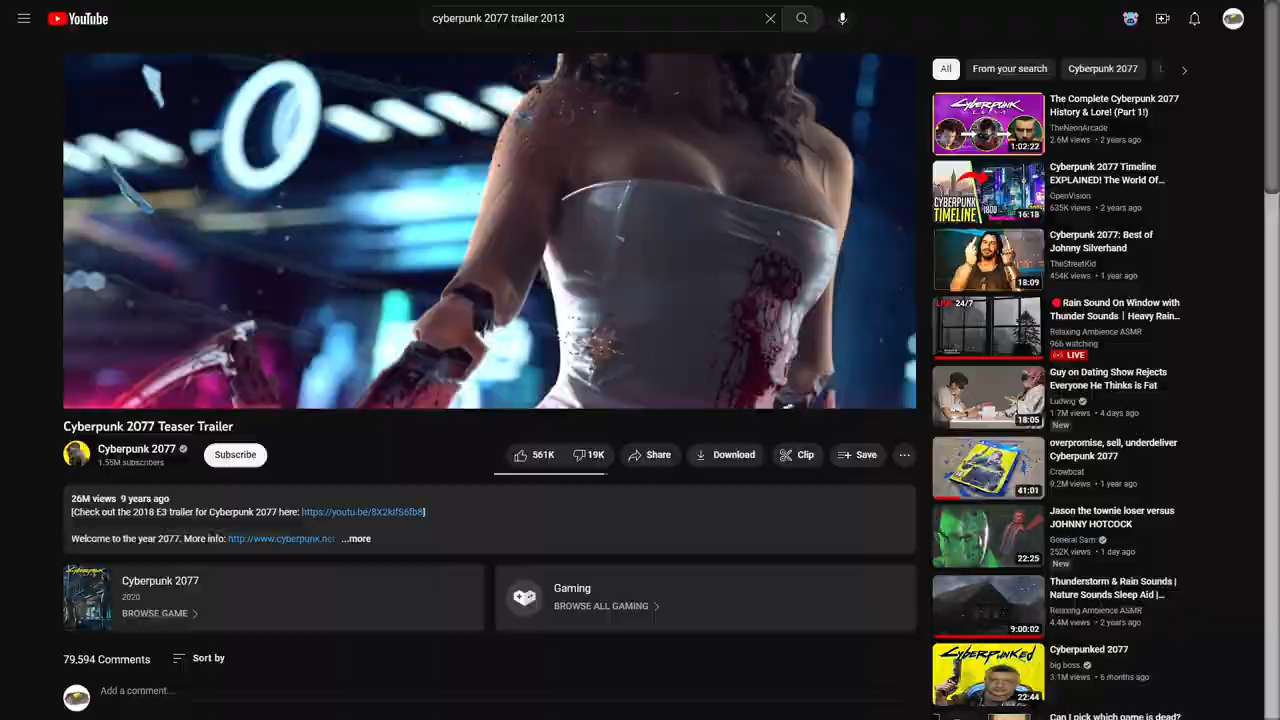 YouTube
cyberpunk 2077 trailer 2013
All
From your search
Cyberpunk 2077
Cyberpunk 2077 Teaser Trailer
Cyberpunk 2077
1.55M subscribers
Subscribe
561K
19K
Share
Download
Clip
Save
26M views 9 years ago
[Check out the 2018 E3 trailer for Cyberpunk 2077 here: https://youtu.be/8X2kIfS6fb8]
Welcome to the year 2077. More info: http://www.cyberpunk.net ...more
Cyberpunk 2077
2020
BROWSE GAME
Gaming
BROWSE ALL GAMING
79,594 Comments
Sort by
Add a comment...
CYBERPUNK
1:02:22
The Complete Cyberpunk 2077
History & Lore! (Part 1!)
TheNeonArcade
2.6M views • 2 years ago
CYBERPUNK
TIMELINE
16:18
Cyberpunk 2077 Timeline
EXPLAINED! The World Of...
OpenVision
635K views • 2 years ago
18:09
Cyberpunk 2077: Best of
Johnny Silverhand
TheStreetKid
454K views • 1 year ago
LIVE 24/7
Rain Sound On Window with
Thunder Sounds | Heavy Rain...
Relaxing Ambience ASMR
966 watching
LIVE
18:05
Guy on Dating Show Rejects
Everyone He Thinks is Fat
Ludwig
1.7M views • 4 days ago
New
41:01
overpromise, sell, underdeliver
Cyberpunk 2077
Crowbcat
9.2M views • 1 year ago
22:25
Jason the townie loser versus
JOHNNY HOTCOCK
General Sam
252K views • 1 day ago
New
9:00:02
Thunderstorm & Rain Sounds |
Nature Sounds Sleep Aid |...
Relaxing Ambience ASMR
4.4M views • 2 years ago
Cyberpunked
22:44
Cyberpunked 2077
big boss
3.1M views • 6 months ago
Can I pick which game is dead?